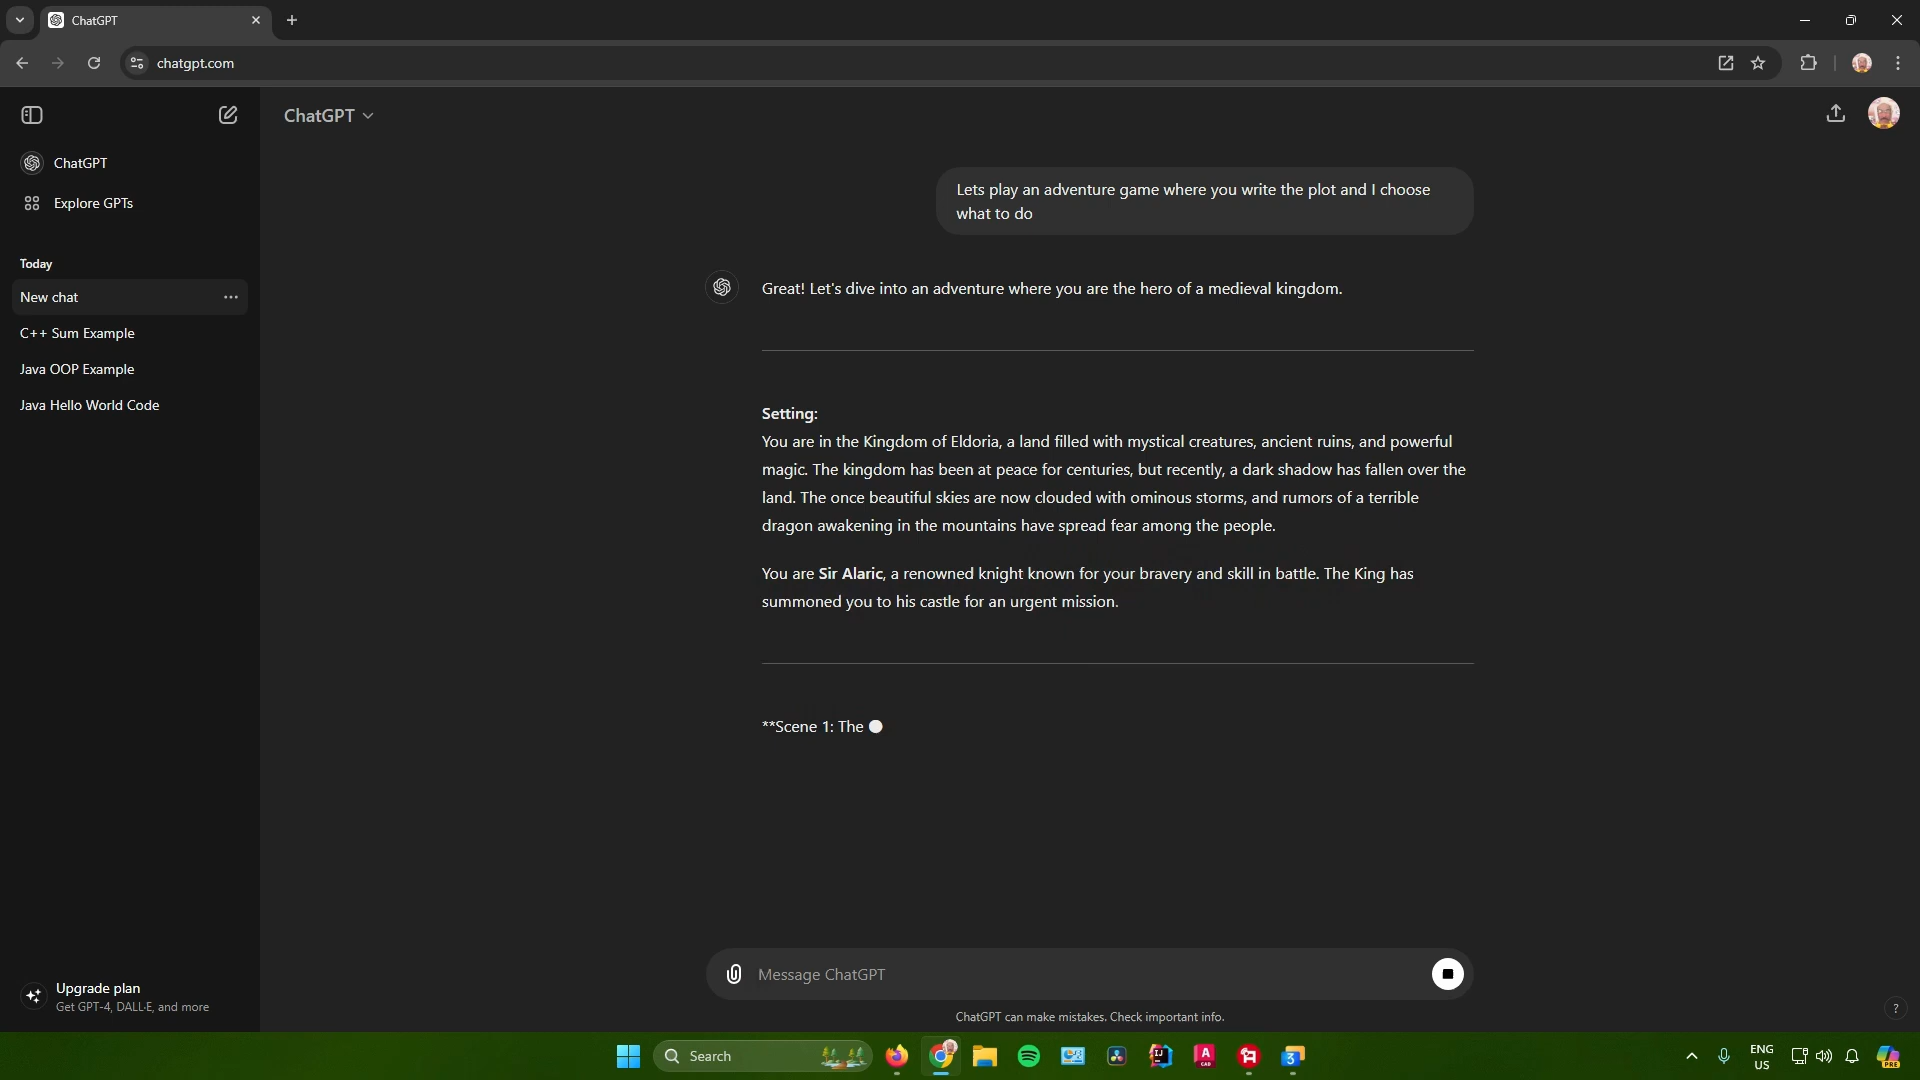 ChatGPT
chatgpt.com
ChatGPT
Explore GPTs
Today
New chat
C++ Sum Example
Java OOP Example
Java Hello World Code
Upgrade plan
Get GPT-4, DALL·E, and more
ChatGPT
Lets play an adventure game where you write the plot and I choose
what to do
Great! Let's dive into an adventure where you are the hero of a medieval kingdom.
Setting:
You are in the Kingdom of Eldoria, a land filled with mystical creatures, ancient ruins, and powerful
magic. The kingdom has been at peace for centuries, but recently, a dark shadow has fallen over the
land. The once beautiful skies are now clouded with ominous storms, and rumors of a terrible
dragon awakening in the mountains have spread fear among the people.
You are Sir Alaric, a renowned knight known for your bravery and skill in battle. The King has
summoned you to his castle for an urgent mission.
**Scene 1: The
Message ChatGPT
ChatGPT can make mistakes. Check important info.
?
Search
IJ
A
CAD
3
ENG
US
PRE